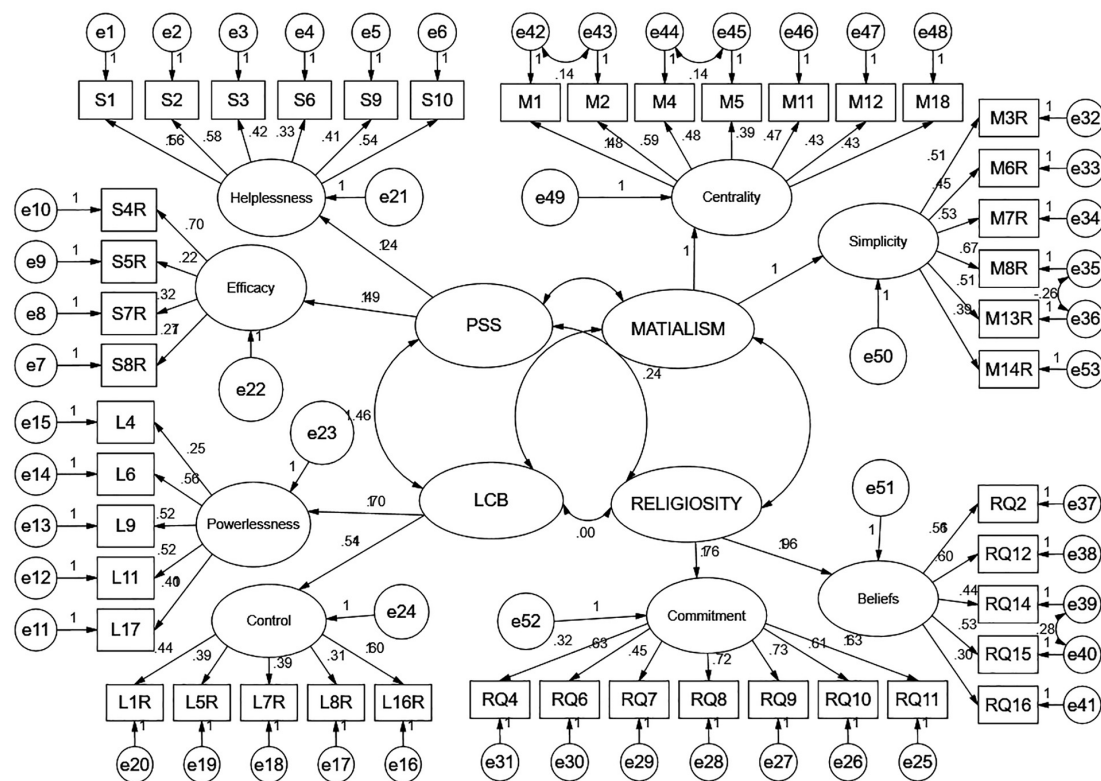 e1 e2 e3 e4 e5 e6 e42 e43 e44 e45 e46 e47 e48
1 1 1 1 1 1 1 1 1 1 1 1 1
.14 .14
S1 S2 S3 S6 S9 S10 M1 M2 M4 M5 M11 M12 M18
.58 .42 .33 .41 .54 .59 .48 .39 .47 .43 .43
M3R 1 e32
Helplessness 1 e21 e49 1 Centrality
.51
M6R 1 e33
.45
e10 1 S4R
.70
M7R 1 e34
.53
e9 1 S5R
.22
Efficacy
Simplicity
M8R 1 e35
.67
e8 1 S7R
.32
1 1
-.26
M13R 1 e36
.51
PSS MATIALISM
e7 1 S8R
1 e22
1 e50
.39
M14R 1 e53
.24
e15 1 L4
.25
e23 1
e14 1 L6
.56
LCB RELIGIOSITY
.00
e51 1
RQ2 1 e37
e13 1 L9
.52
Powerlessness
RQ12 1 e38
.60
e12 1 L11
.52
RQ14 1 e39
.44
Beliefs
.28
e11 1 L17
Control 1 e24
e52 1 Commitment
RQ15 1 e40
.53
RQ16 1 e41
.30
.44 .39 .39 .31
.32 .63 .45 .72 .73 .61
L1R L5R L7R L8R L16R RQ4 RQ6 RQ7 RQ8 RQ9 RQ10 RQ11
1 1 1 1 1 1 1 1 1 1 1 1
e20 e19 e18 e17 e16 e31 e30 e29 e28 e27 e26 e25